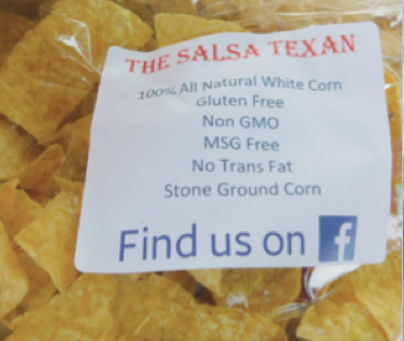 THE SALSA TEXAN
100% All Natural White Corn
Gluten Free
Non GMO
MSG Free
No Trans Fat
Stone Ground Corn
Find us on f